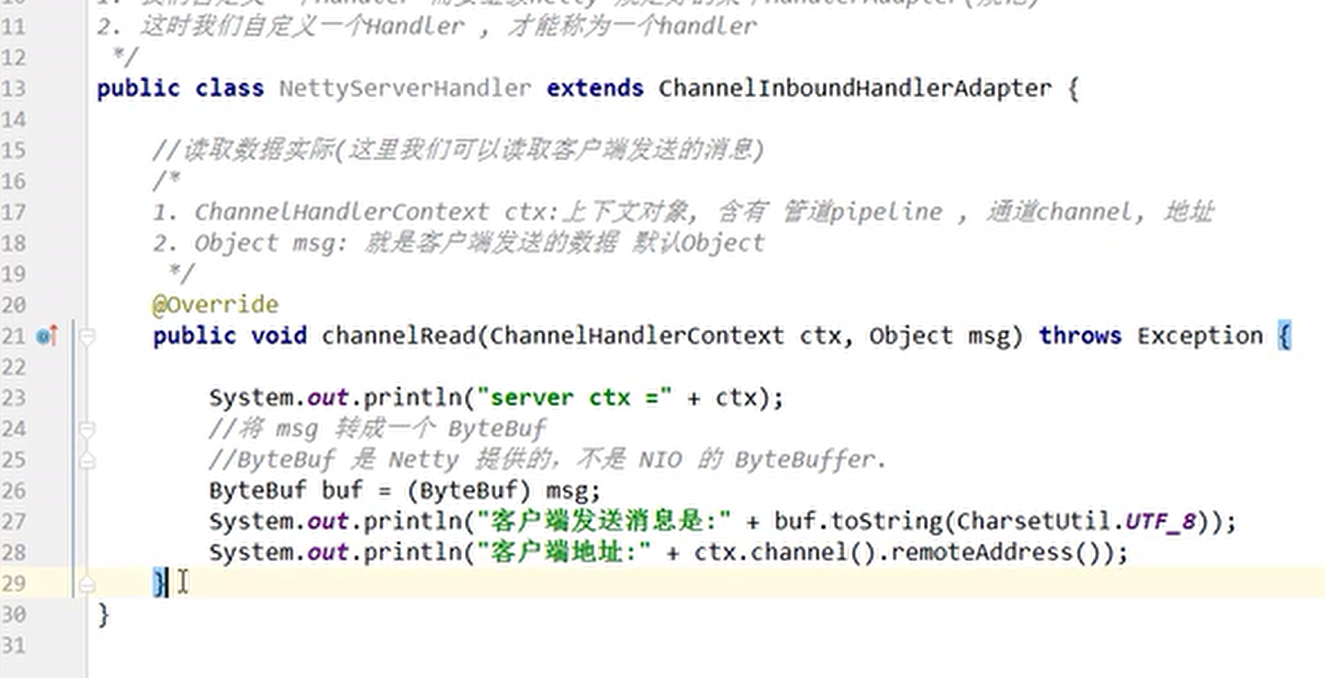 11 2. 这时我们自定义一个Handler , 才能称为一个handler
12 */
13 public class NettyServerHandler extends ChannelInboundHandlerAdapter {
14
15 //读取数据实际(这里我们可以读取客户端发送的消息)
16 /*
17 1. ChannelHandlerContext ctx:上下文对象, 含有 管道pipeline , 通道channel, 地址
18 2. Object msg: 就是客户端发送的数据 默认Object
19 */
20 @Override
21 public void channelRead(ChannelHandlerContext ctx, Object msg) throws Exception {
22
23 System.out.println("server ctx =" + ctx);
24 //将 msg 转成一个 ByteBuf
25 //ByteBuf 是 Netty 提供的，不是 NIO 的 ByteBuffer.
26 ByteBuf buf = (ByteBuf) msg;
27 System.out.println("客户端发送消息是:" + buf.toString(CharsetUtil.UTF_8));
28 System.out.println("客户端地址:" + ctx.channel().remoteAddress());
29 }
30 }
31